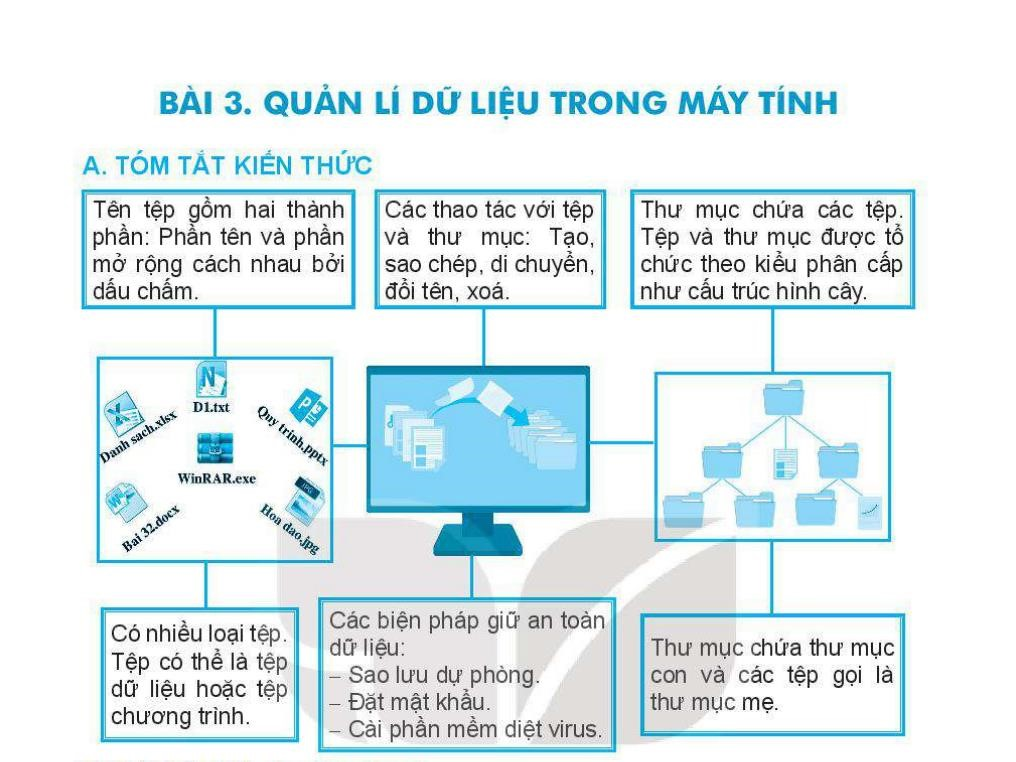 BÀI 3. QUẢN LÍ DỮ LIỆU TRONG MÁY TÍNH
A. TÓM TẮT KIẾN THỨC
Tên tệp gồm hai thành
phần: Phần tên và phần
mở rộng cách nhau bởi
dấu chấm.
Các thao tác với tệp
và thư mục: Tạo,
sao chép, di chuyển,
đổi tên, xoá.
Thư mục chứa các tệp.
Tệp và thư mục được tổ
chức theo kiểu phân cấp
như cấu trúc hình cây.
D1.txt
Danh sach.xlsx
Quy trinh.pptx
WinRAR.exe
Bai 32.docx
Hoa dao.jpg
Có nhiều loại tệp.
Tệp có thể là tệp
dữ liệu hoặc tệp
chương trình.
Các biện pháp giữ an toàn
dữ liệu:
– Sao lưu dự phòng.
– Đặt mật khẩu.
– Cài phần mềm diệt virus.
Thư mục chứa thư mục
con và các tệp gọi là
thư mục mẹ.